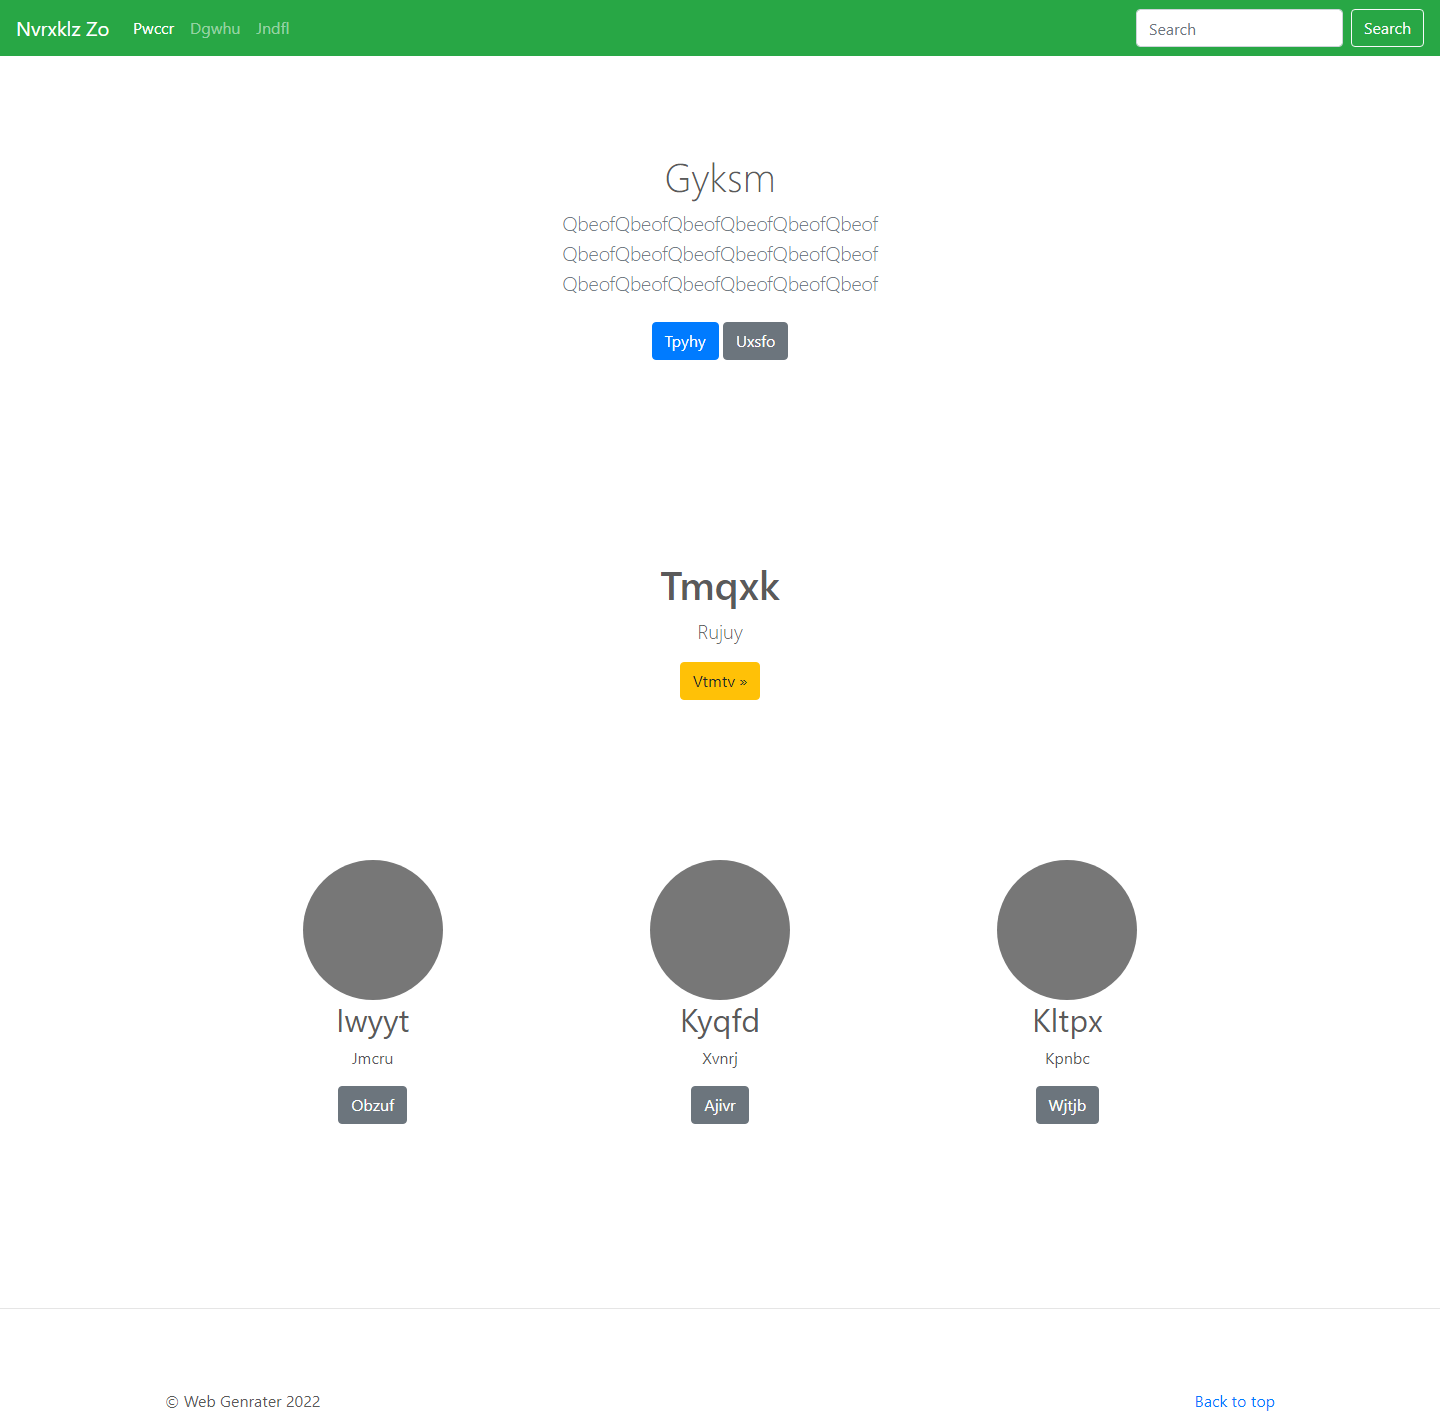 Nvrxklz Zo Pwccr Dgwhu Jndfl Search Search
Gyksm
QbeofQbeofQbeofQbeofQbeofQbeof
QbeofQbeofQbeofQbeofQbeofQbeof
QbeofQbeofQbeofQbeofQbeofQbeof
Tpyhy Uxsfo
Tmqxk
Rujuy
Vtmtv »
Iwyyt Kyqfd Kltpx
Jmcru Xvnrj Kpnbc
Obzuf Ajivr Wjtjb
© Web Genrater 2022 Back to top